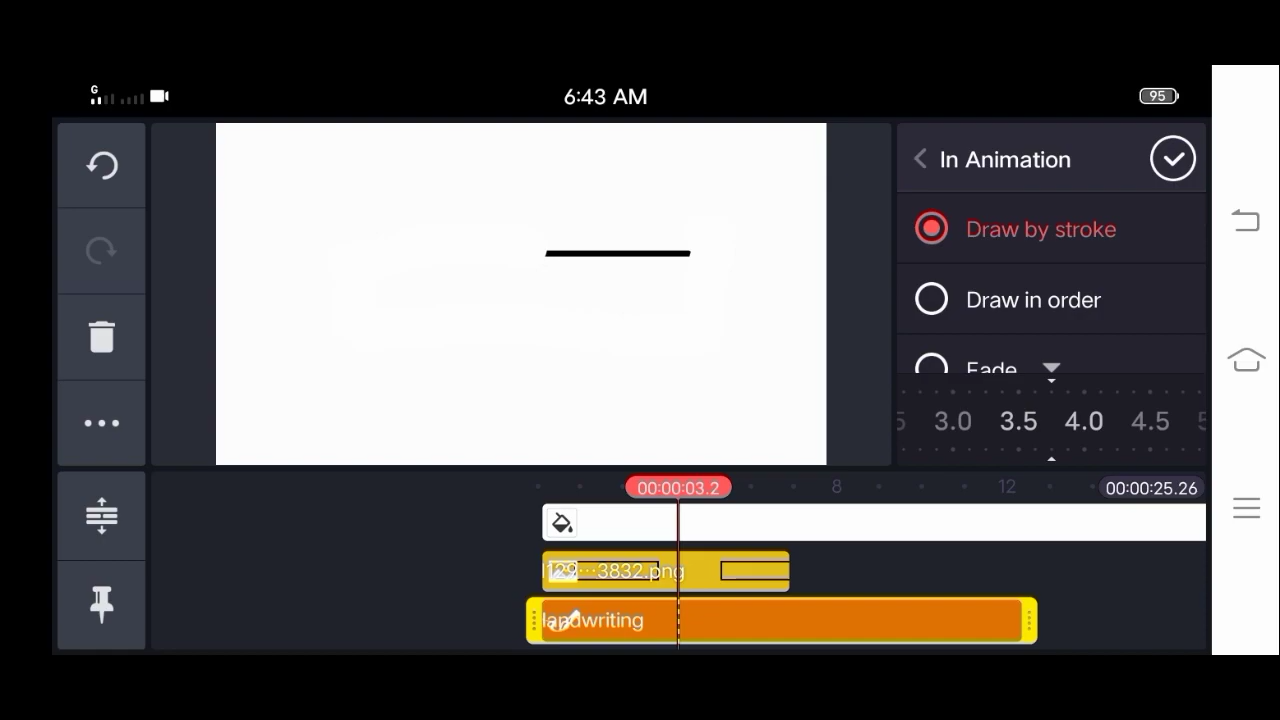 G
6:43 AM
95
In Animation
Draw by stroke
Draw in order
Fade
3.0 3.5 4.0 4.5
00:00:03.2 8 12 00:00:25.26
3832.png
andwriting